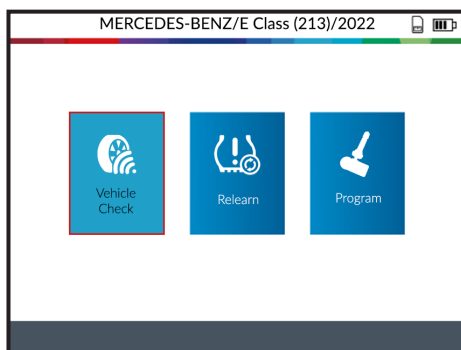 MERCEDES-BENZ/E Class (213)/2022
Vehicle
Check
Relearn
Program